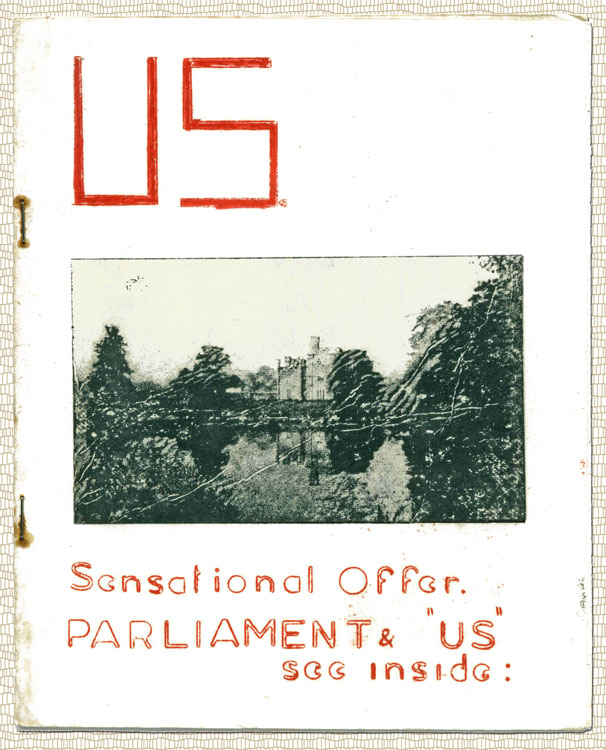 US.
Sensational Offer.
PARLIAMENT & "US"
see inside: